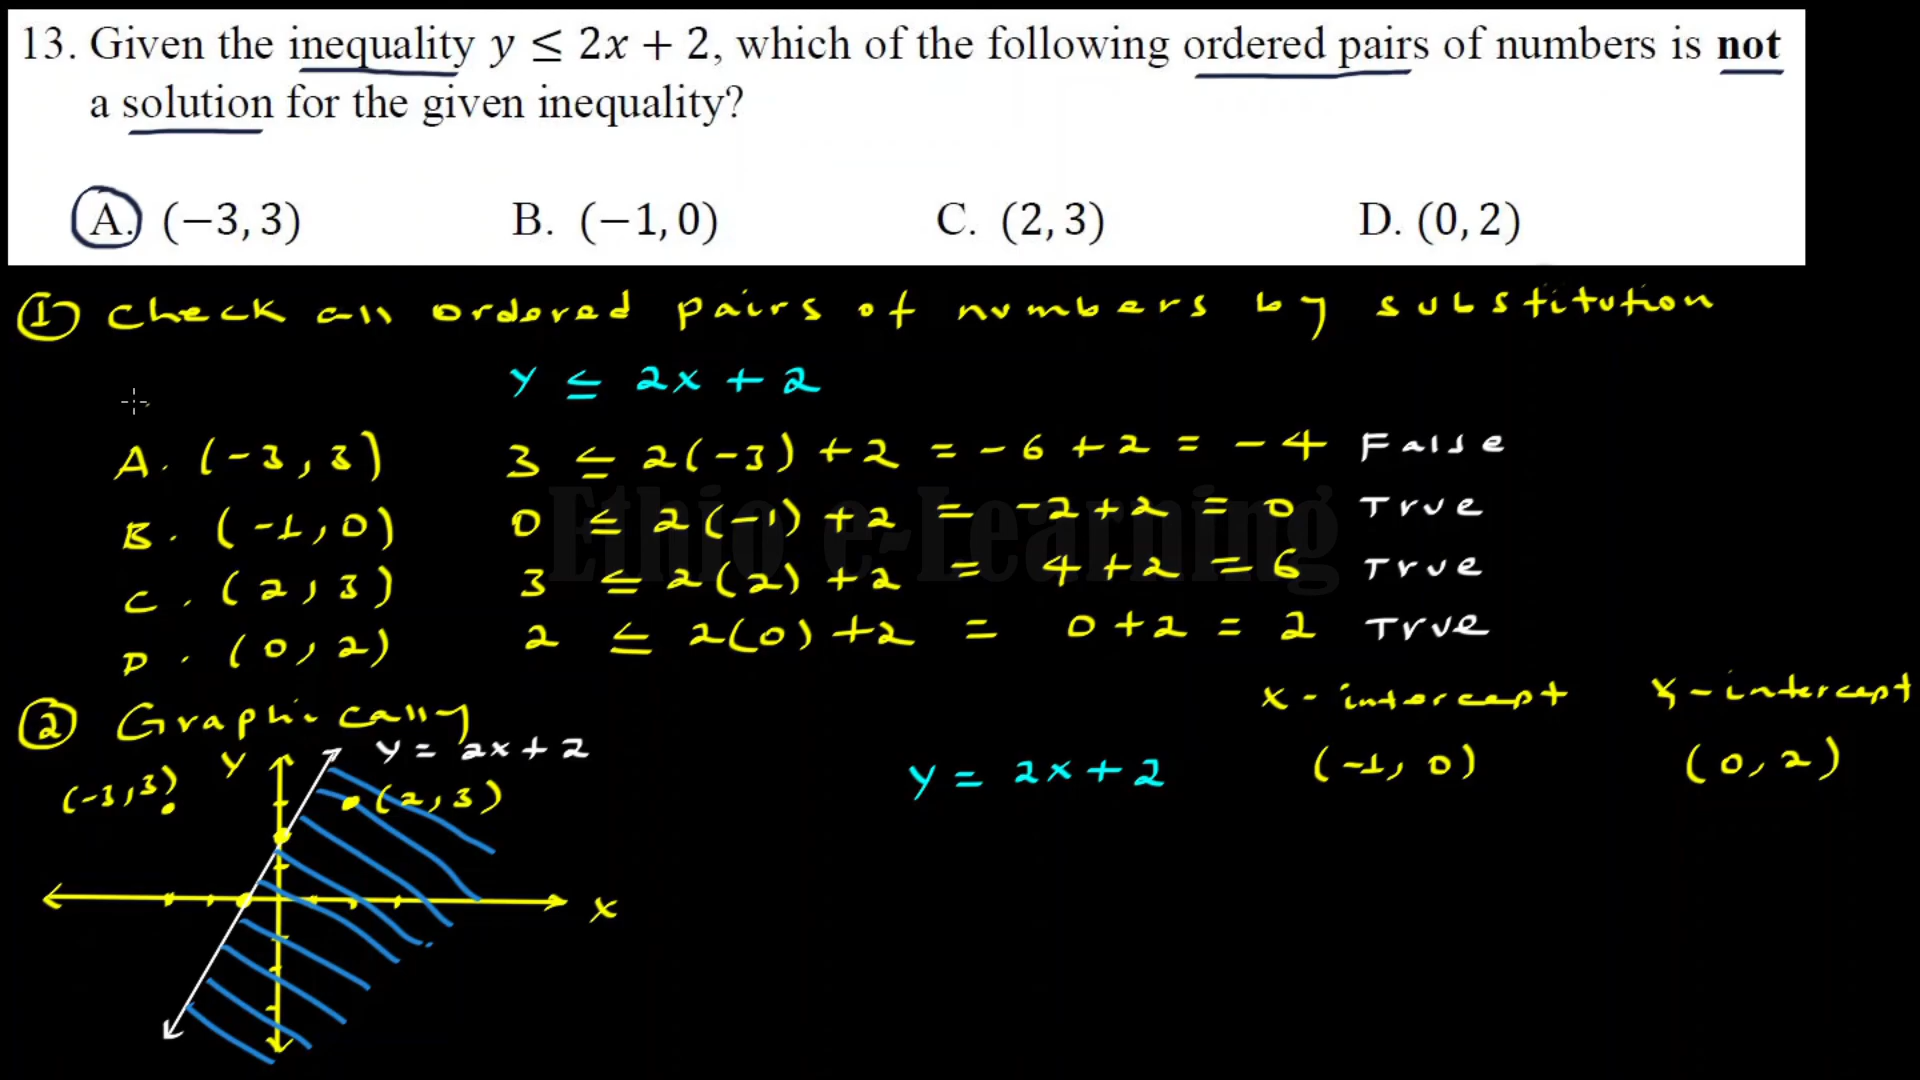 13. Given the inequality y ≤ 2x + 2, which of the following ordered pairs of numbers is not
a solution for the given inequality?
A. (−3, 3) B. (−1, 0) C. (2, 3) D. (0, 2)
① Check all ordered pairs of numbers by substitution
y ≤ 2x + 2
A. (-3, 3) 3 ≤ 2(-3) + 2 = -6 + 2 = -4 False
B. (-1, 0) 0 ≤ 2(-1) + 2 = -2 + 2 = 0 True
C. (2, 3) 3 ≤ 2(2) + 2 = 4 + 2 = 6 True
D. (0, 2) 2 ≤ 2(0) + 2 = 0 + 2 = 2 True
Ethio e-Learning
② Graphically
x-intercept y-intercept
y = 2x + 2
y = 2x + 2 (-1, 0) (0, 2)
y
(-3, 3) (2, 3)
x